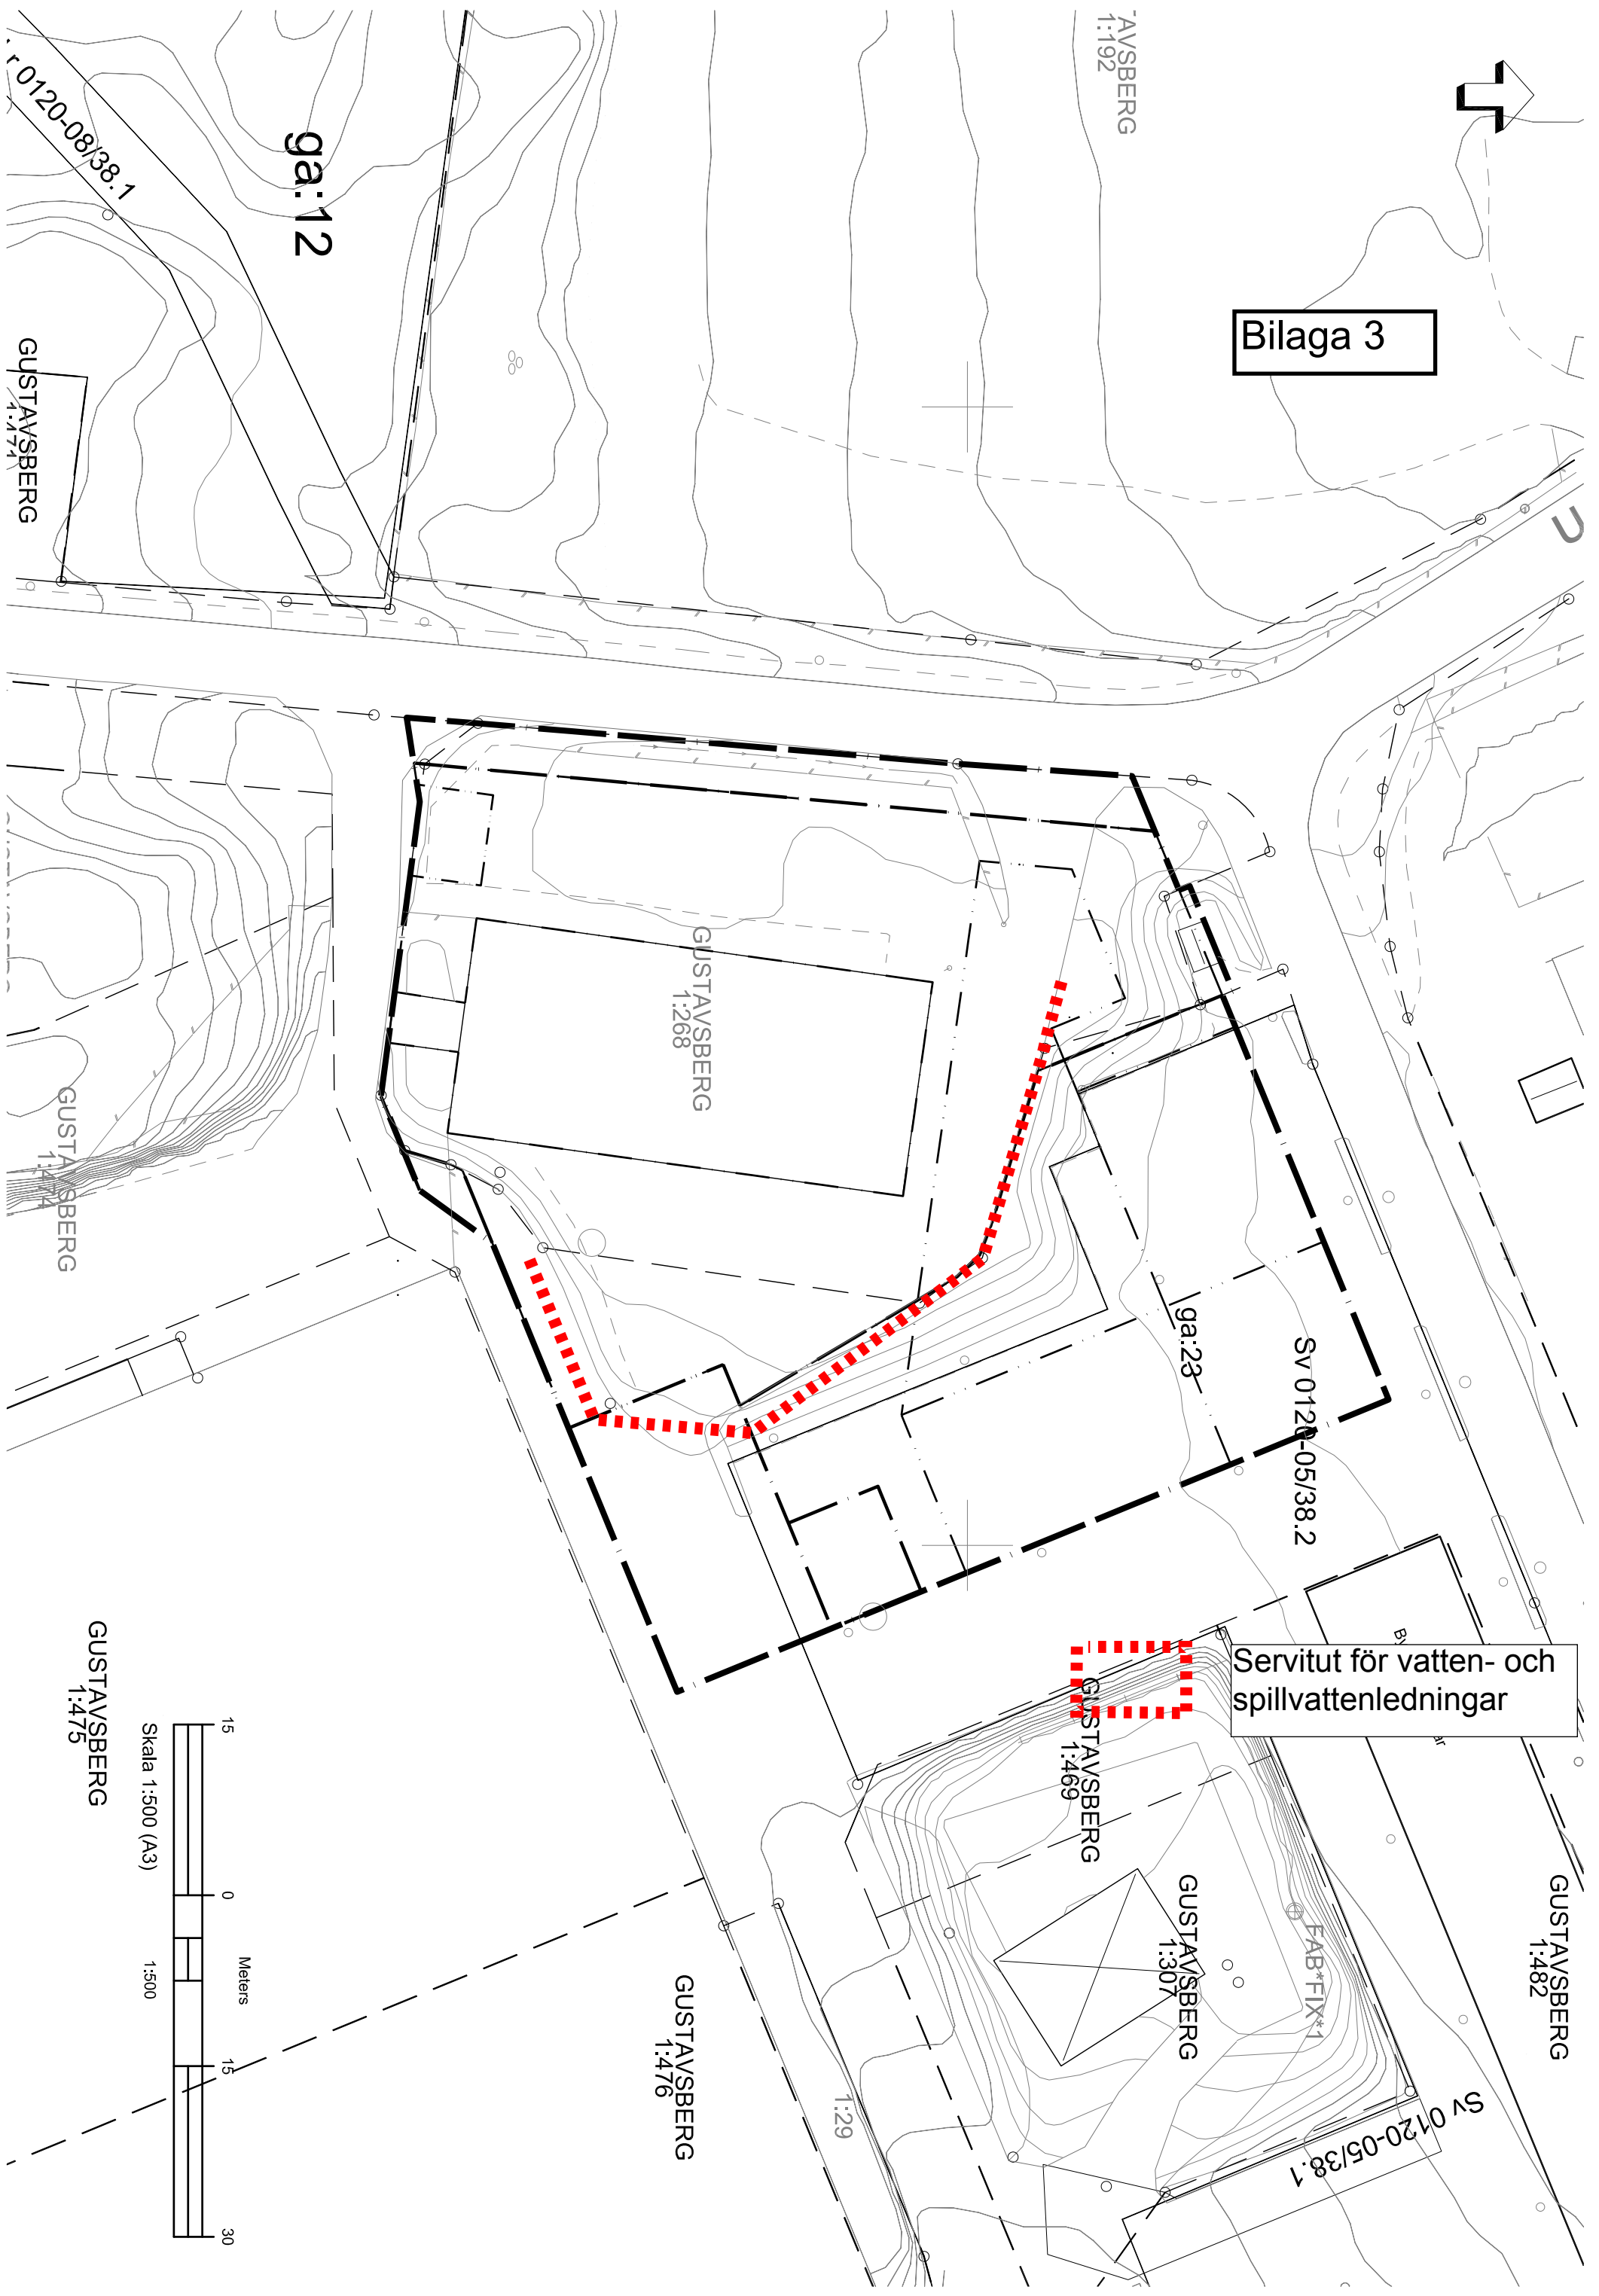 AVSBERG
1:192
r 0120-08/38.1
ga:12
Bilaga 3
GUSTAVSBERG
1:471
GUSTAVSBERG
1:268
GUSTAVSBERG
ga:23
Sv 0120-05/38.2
Servitut för vatten- och
spillvattenledningar
GUSTAVSBERG
1:469
GUSTAVSBERG
1:475
Skala 1:500 (A3)
15
0
15
30
Meters
1:500
GUSTAVSBERG
1:307
FAB*FIX*1
GUSTAVSBERG
1:482
GUSTAVSBERG
1:476
1:29
Sv 0120-05/38.1